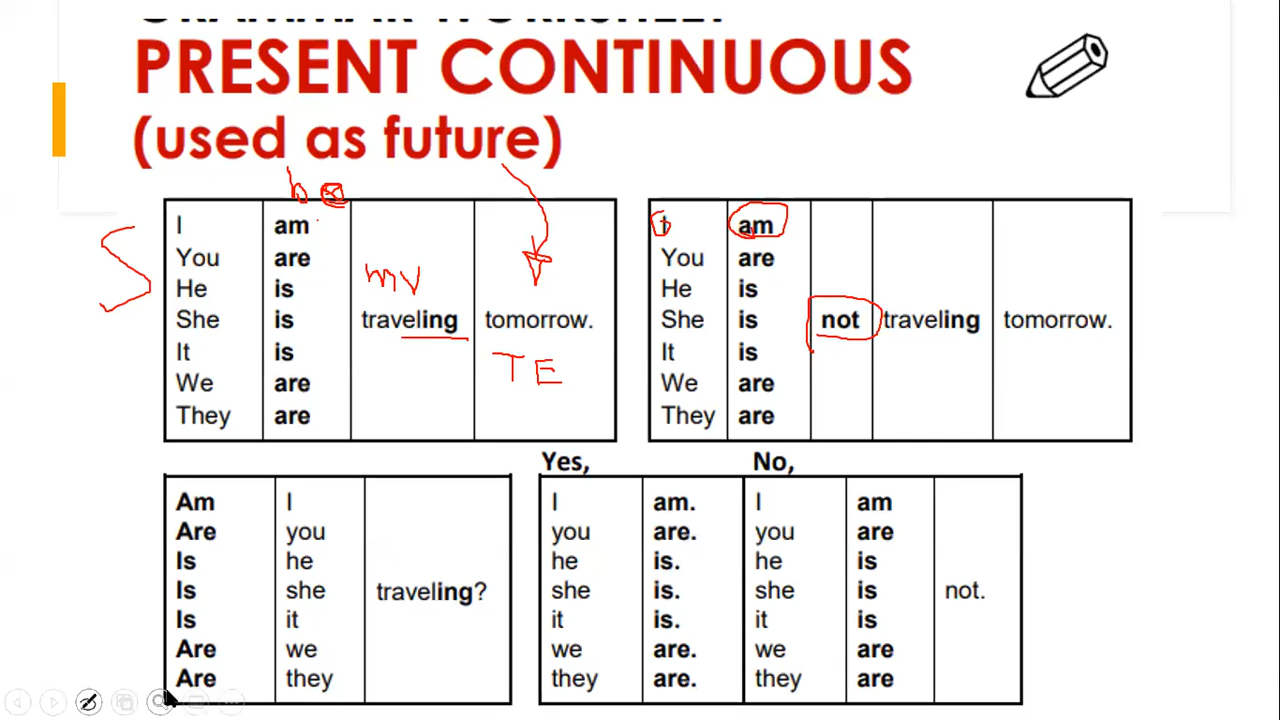 GRAMMAR WORKSHEET
PRESENT CONTINUOUS
(used as future)
be
S
I am
You are
He is
She is
It is
We are
They are
mv
traveling
tomorrow.
TE
I am
You are
He is
She is
It is
We are
They are
not
traveling
tomorrow.
Am I
Are you
Is he
Is she
Is it
Are we
Are they
traveling?
Yes,
I am.
you are.
he is.
she is.
it is.
we are.
they are.
No,
I am
you are
he is
she is
it is
we are
they are
not.